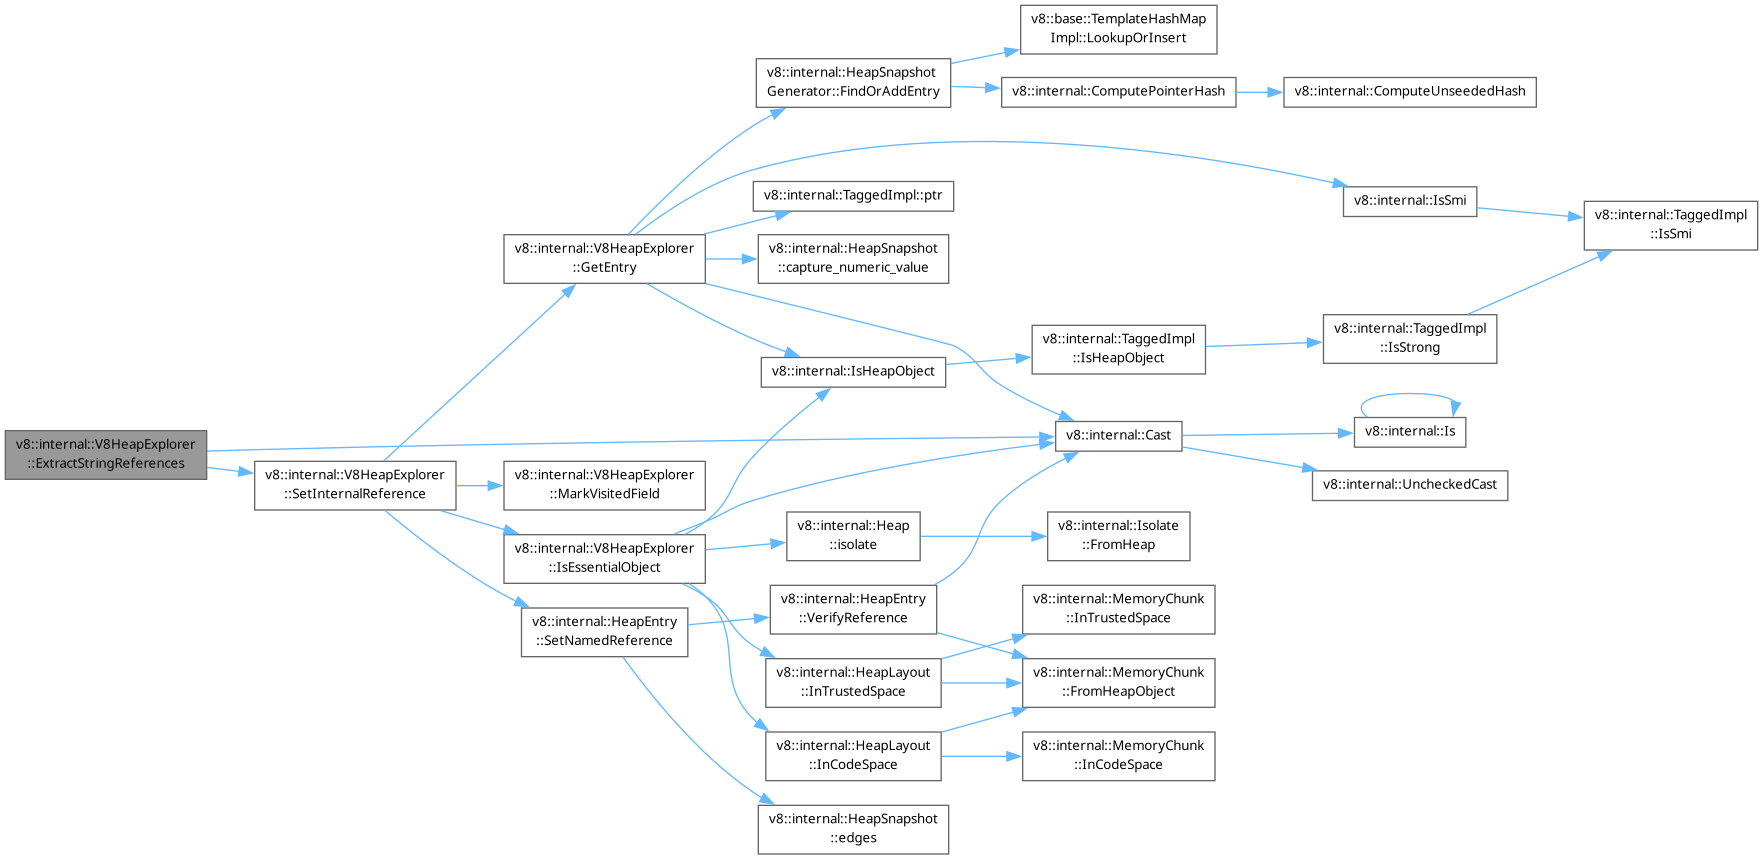 v8::base::TemplateHashMap
Impl::LookupOrInsert
v8::internal::HeapSnapshot
Generator::FindOrAddEntry
v8::internal::ComputePointerHash
v8::internal::ComputeUnseededHash
v8::internal::TaggedImpl::ptr
v8::internal::IsSmi
v8::internal::TaggedImpl
::IsSmi
v8::internal::V8HeapExplorer
::GetEntry
v8::internal::HeapSnapshot
::capture_numeric_value
v8::internal::TaggedImpl
::IsHeapObject
v8::internal::TaggedImpl
::IsStrong
v8::internal::IsHeapObject
v8::internal::V8HeapExplorer
::ExtractStringReferences
v8::internal::Cast
v8::internal::Is
v8::internal::V8HeapExplorer
::SetInternalReference
v8::internal::V8HeapExplorer
::MarkVisitedField
v8::internal::UncheckedCast
v8::internal::V8HeapExplorer
::IsEssentialObject
v8::internal::Heap
::isolate
v8::internal::Isolate
::FromHeap
v8::internal::HeapEntry
::SetNamedReference
v8::internal::HeapEntry
::VerifyReference
v8::internal::MemoryChunk
::InTrustedSpace
v8::internal::HeapLayout
::InTrustedSpace
v8::internal::MemoryChunk
::FromHeapObject
v8::internal::HeapLayout
::InCodeSpace
v8::internal::MemoryChunk
::InCodeSpace
v8::internal::HeapSnapshot
::edges